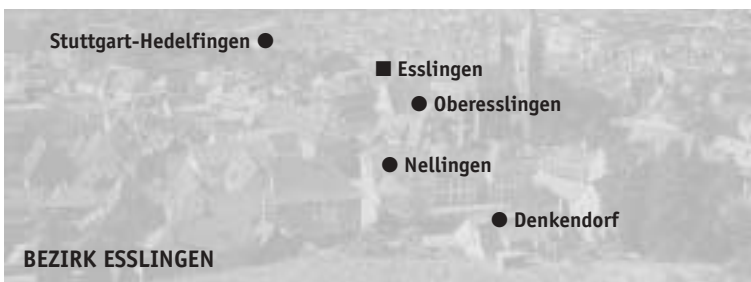 Stuttgart-Hedelfingen
Esslingen
Oberesslingen
Nellingen
Denkendorf
BEZIRK ESSLINGEN